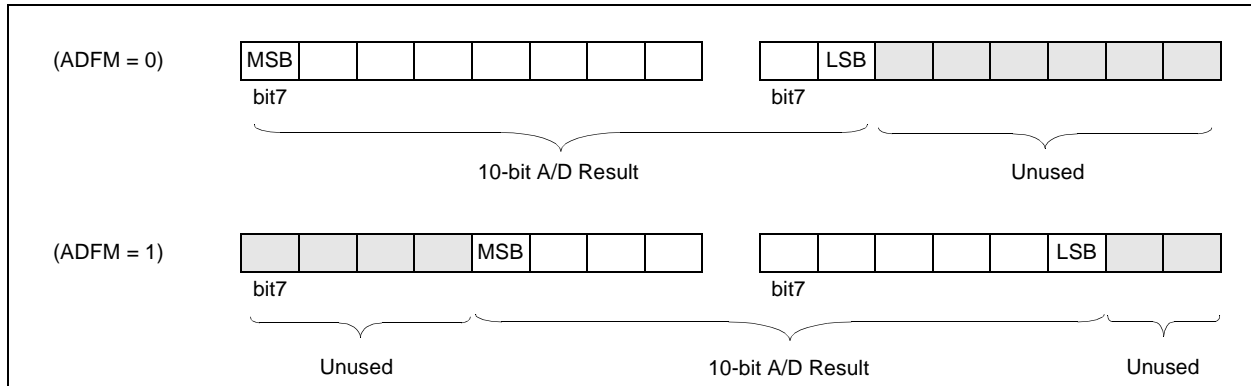 (ADFM = 0) MSB LSB
bit7 bit7
10-bit A/D Result Unused
(ADFM = 1) MSB LSB
bit7 bit7
Unused 10-bit A/D Result Unused